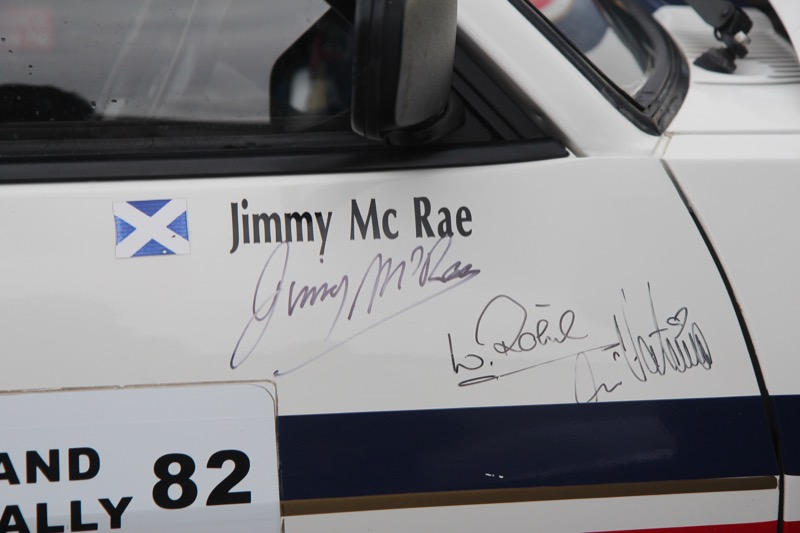 Jimmy Mc Rae
Jimmy McRae
W. Röhrl
AND
ALLY 82